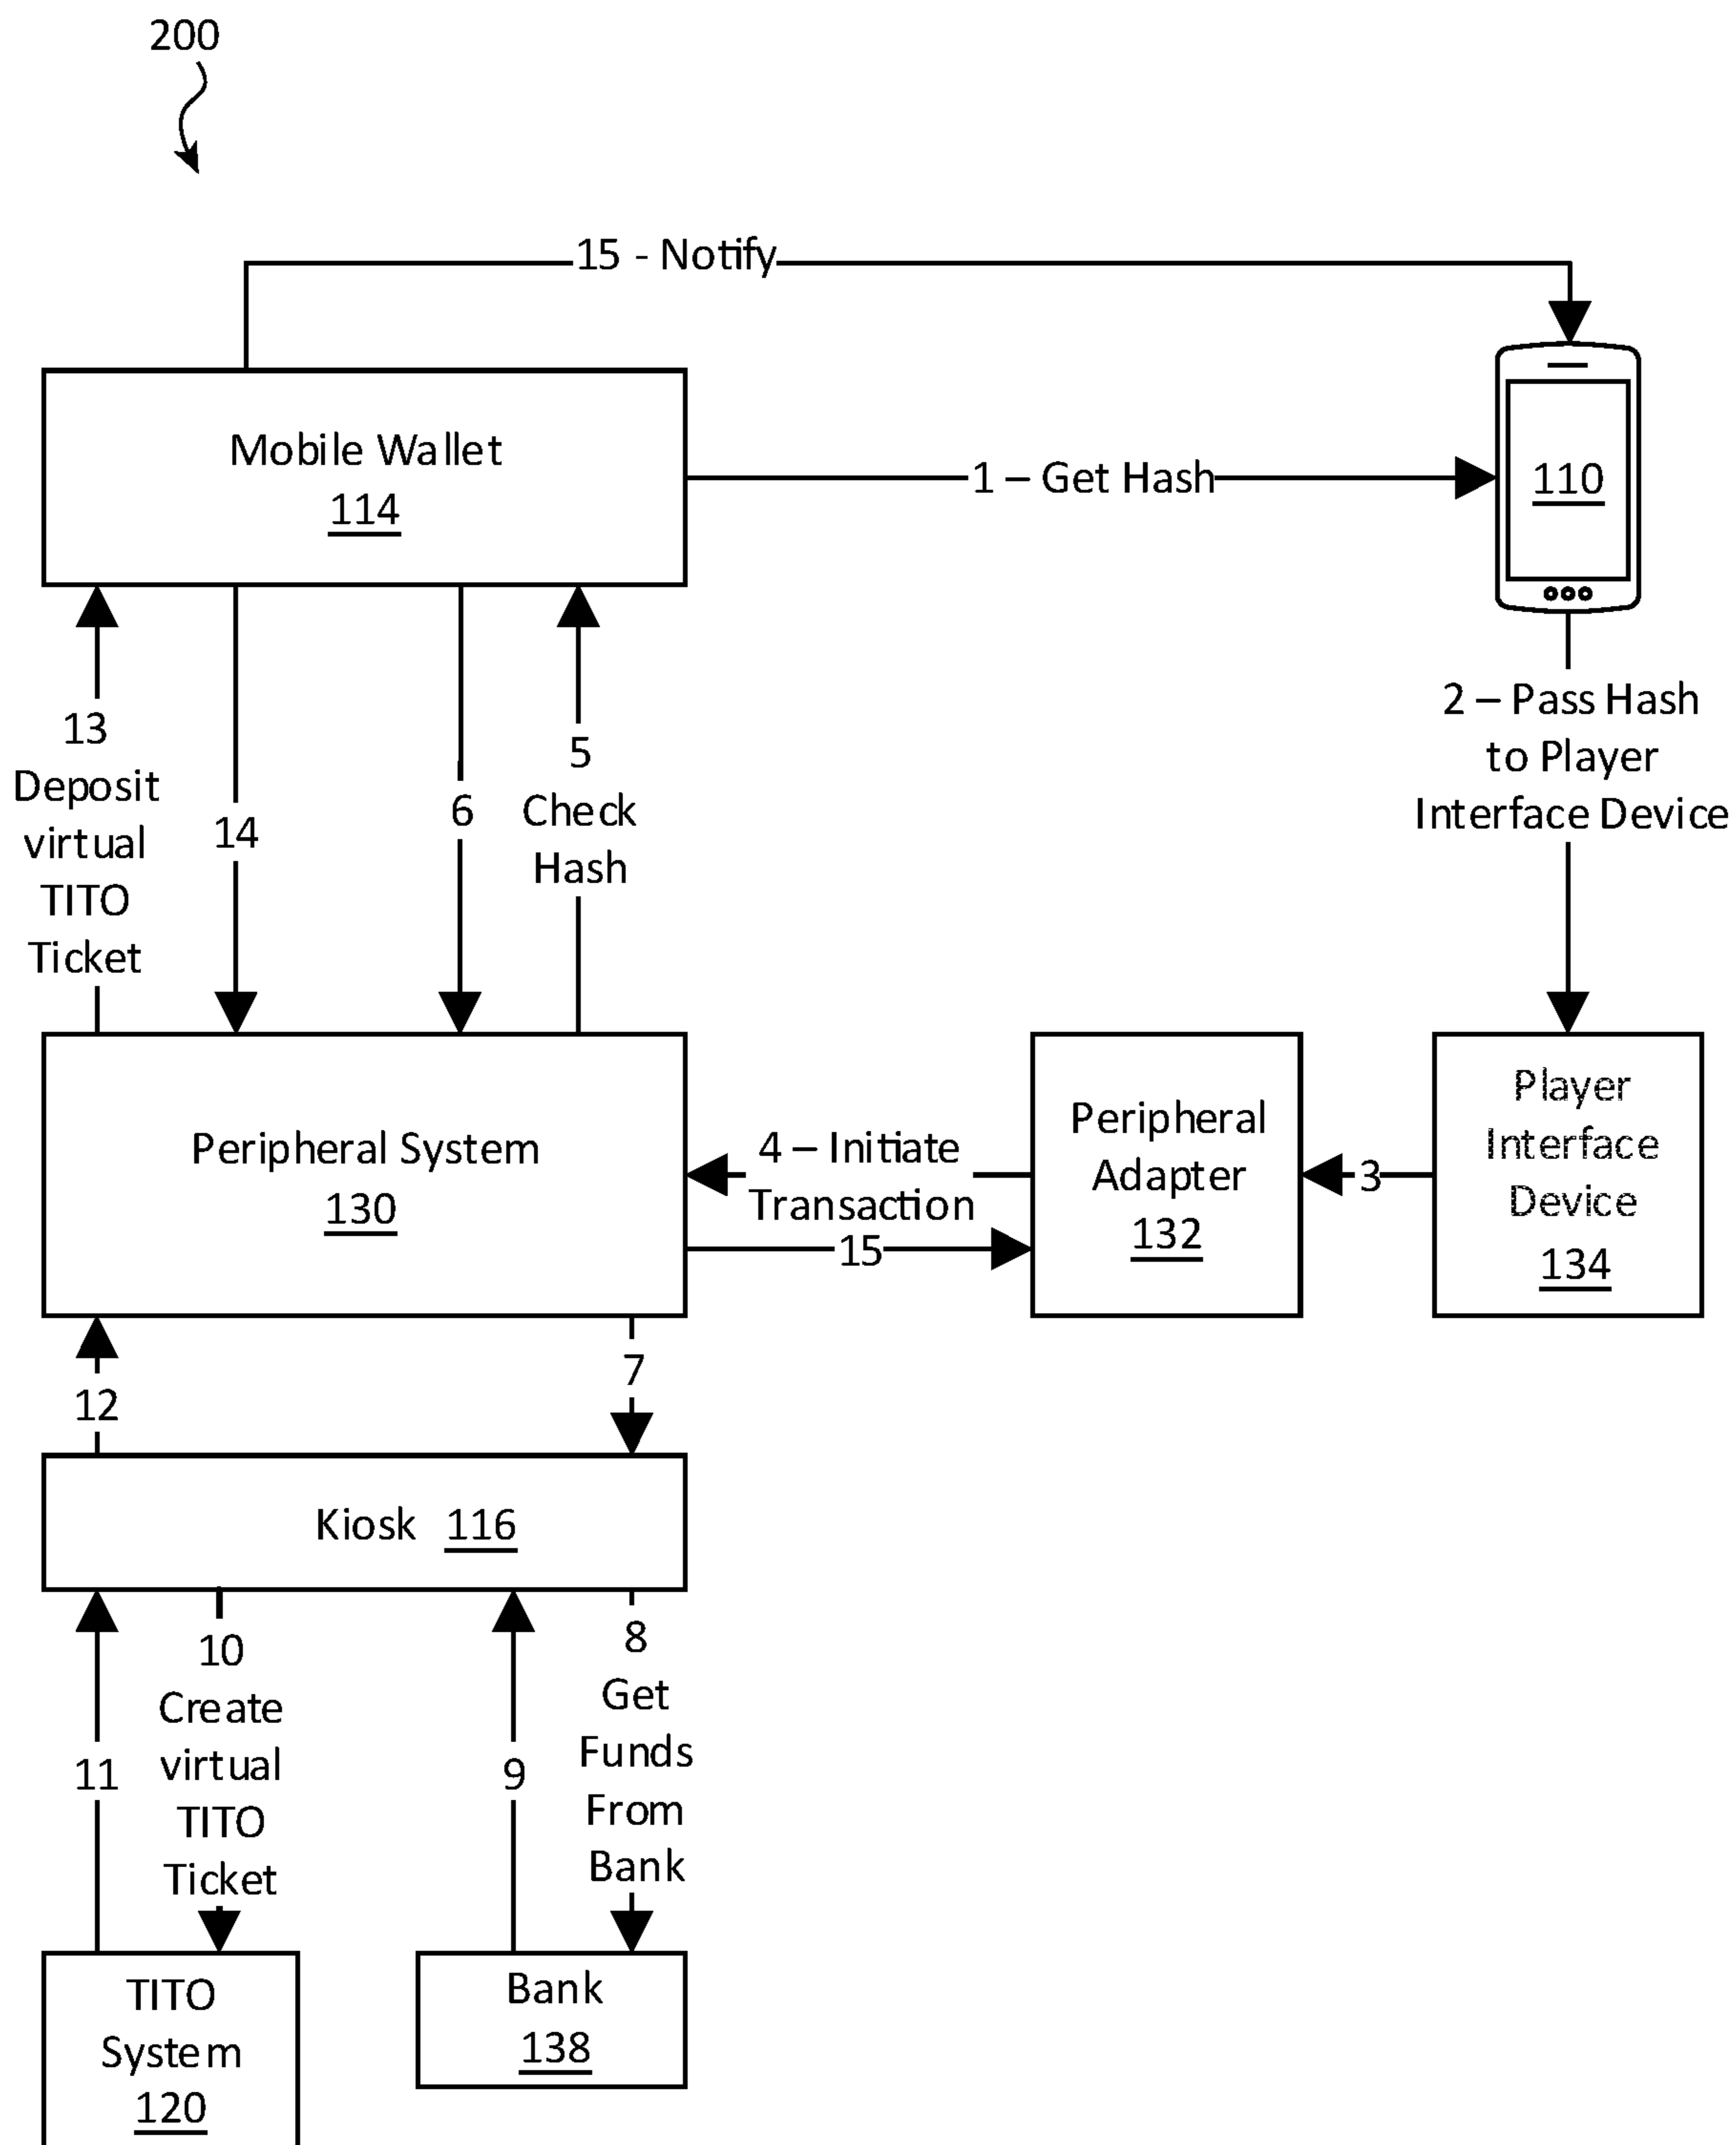 200
15 - Notify
Mobile Wallet
114
1 – Get Hash
110
2 – Pass Hash
to Player
Interface Device
13
Deposit
virtual
TITO
Ticket
14
6
5
Check
Hash
Peripheral System
130
4 – Initiate
Transaction
15
Peripheral
Adapter
132
3
Player
Interface
Device
134
12
7
Kiosk 116
11
10
Create
virtual
TITO
Ticket
9
8
Get
Funds
From
Bank
TITO
System
120
Bank
138